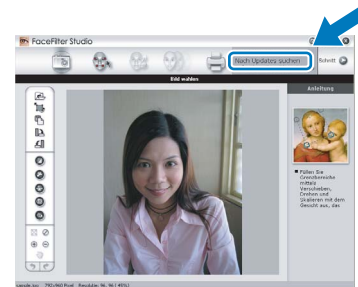 FaceFilter Studio
Nach Updates suchen
Schritt
Bild wählen
Anleitung
Füllen Sie
Grenzbereiche
mittels
Verschieben,
Drehen und
Skalieren mit dem
Gesicht aus, das